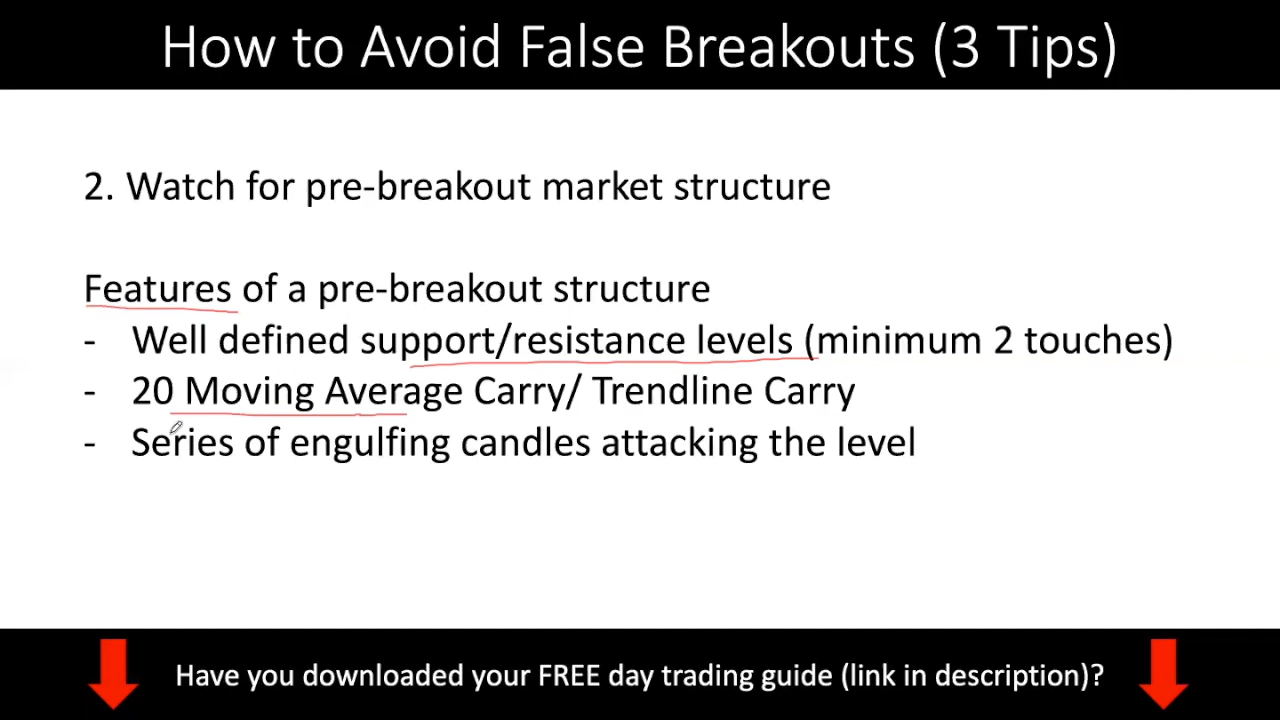 How to Avoid False Breakouts (3 Tips)
2. Watch for pre-breakout market structure
Features of a pre-breakout structure
- Well defined support/resistance levels (minimum 2 touches)
- 20 Moving Average Carry/ Trendline Carry
- Series of engulfing candles attacking the level
Have you downloaded your FREE day trading guide (link in description)?